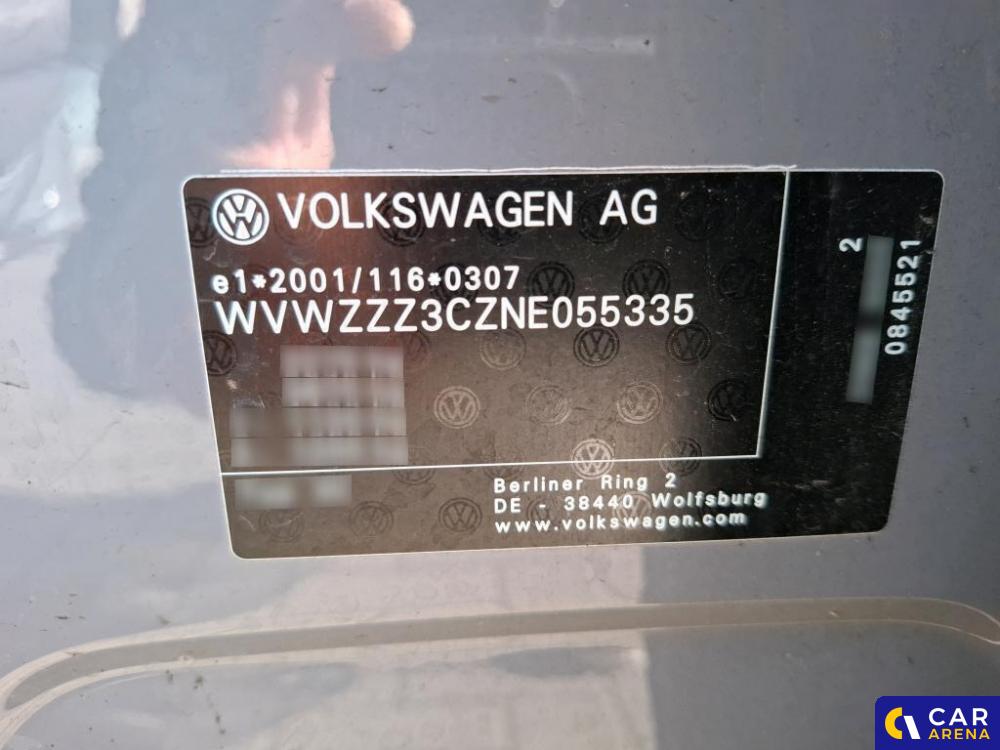 VOLKSWAGEN AG
e1*2001/116*0307
WVWZZZ3CZNE055335
Berliner Ring 2
DE - 38440 Wolfsburg
www.volkswagen.com
2
0845521
CAR
ARENA